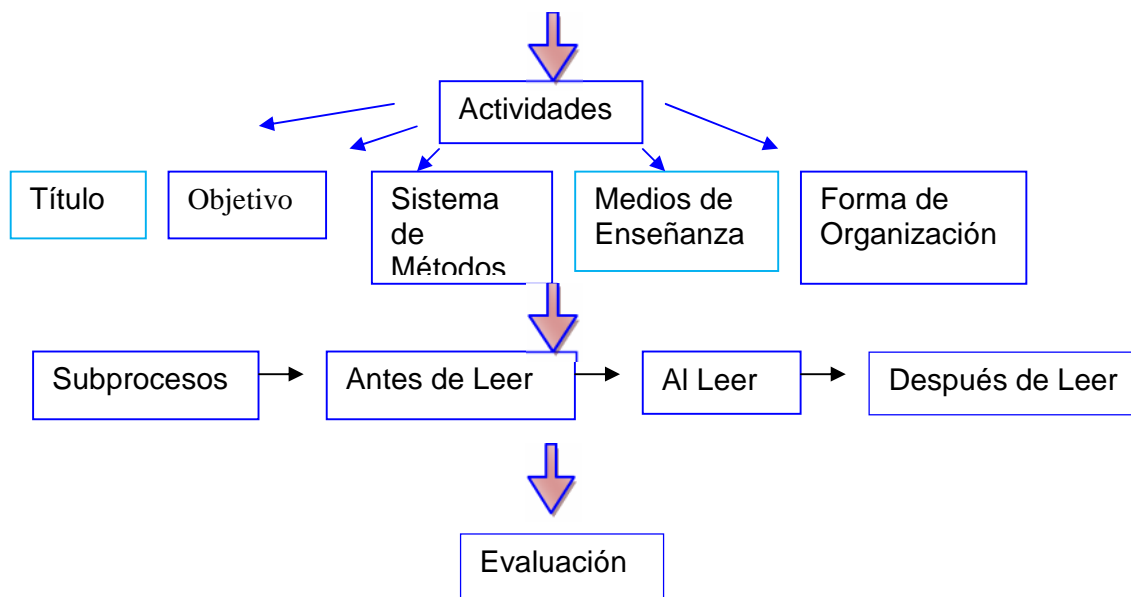 Actividades
Título
Objetivo
Sistema
de
Métodos
Medios de
Enseñanza
Forma de
Organización
Subprocesos
Antes de Leer
Al Leer
Después de Leer
Evaluación